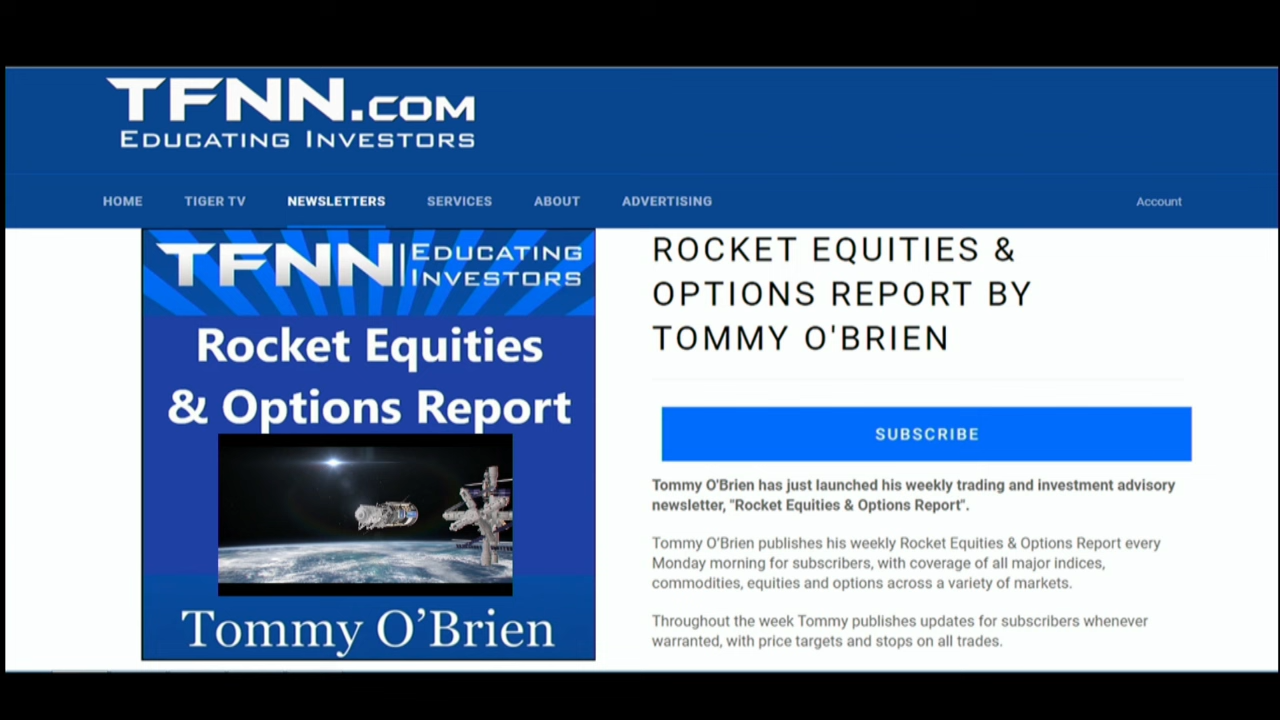 TFNN.COM
EDUCATING INVESTORS
HOME TIGER TV NEWSLETTERS SERVICES ABOUT ADVERTISING Account
TFNN EDUCATING
INVESTORS
Rocket Equities
& Options Report
Tommy O'Brien
ROCKET EQUITIES &
OPTIONS REPORT BY
TOMMY O'BRIEN
SUBSCRIBE
Tommy O'Brien has just launched his weekly trading and investment advisory
newsletter, "Rocket Equities & Options Report".
Tommy O'Brien publishes his weekly Rocket Equities & Options Report every
Monday morning for subscribers, with coverage of all major indices,
commodities, equities and options across a variety of markets.
Throughout the week Tommy publishes updates for subscribers whenever
warranted, with price targets and stops on all trades.